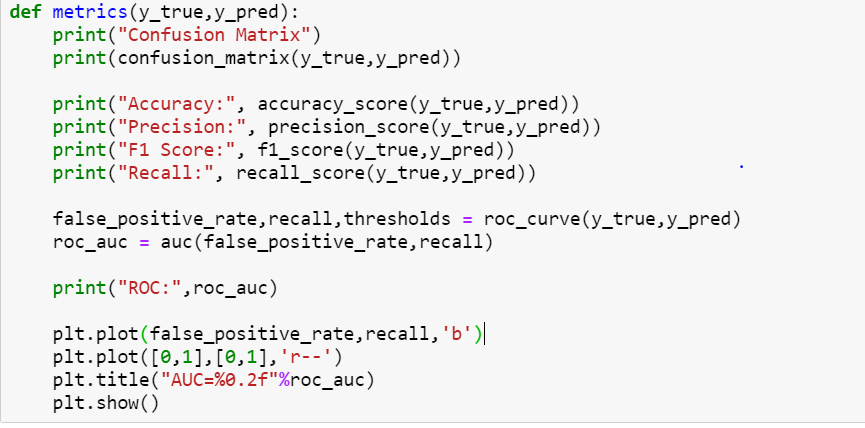 def metrics(y_true,y_pred):
    print("Confusion Matrix")
    print(confusion_matrix(y_true,y_pred))

    print("Accuracy:", accuracy_score(y_true,y_pred))
    print("Precision:", precision_score(y_true,y_pred))
    print("F1 Score:", f1_score(y_true,y_pred))
    print("Recall:", recall_score(y_true,y_pred))

    false_positive_rate,recall,thresholds = roc_curve(y_true,y_pred)
    roc_auc = auc(false_positive_rate,recall)

    print("ROC:",roc_auc)

    plt.plot(false_positive_rate,recall,'b')
    plt.plot([0,1],[0,1],'r--')
    plt.title("AUC=%0.2f"%roc_auc)
    plt.show()